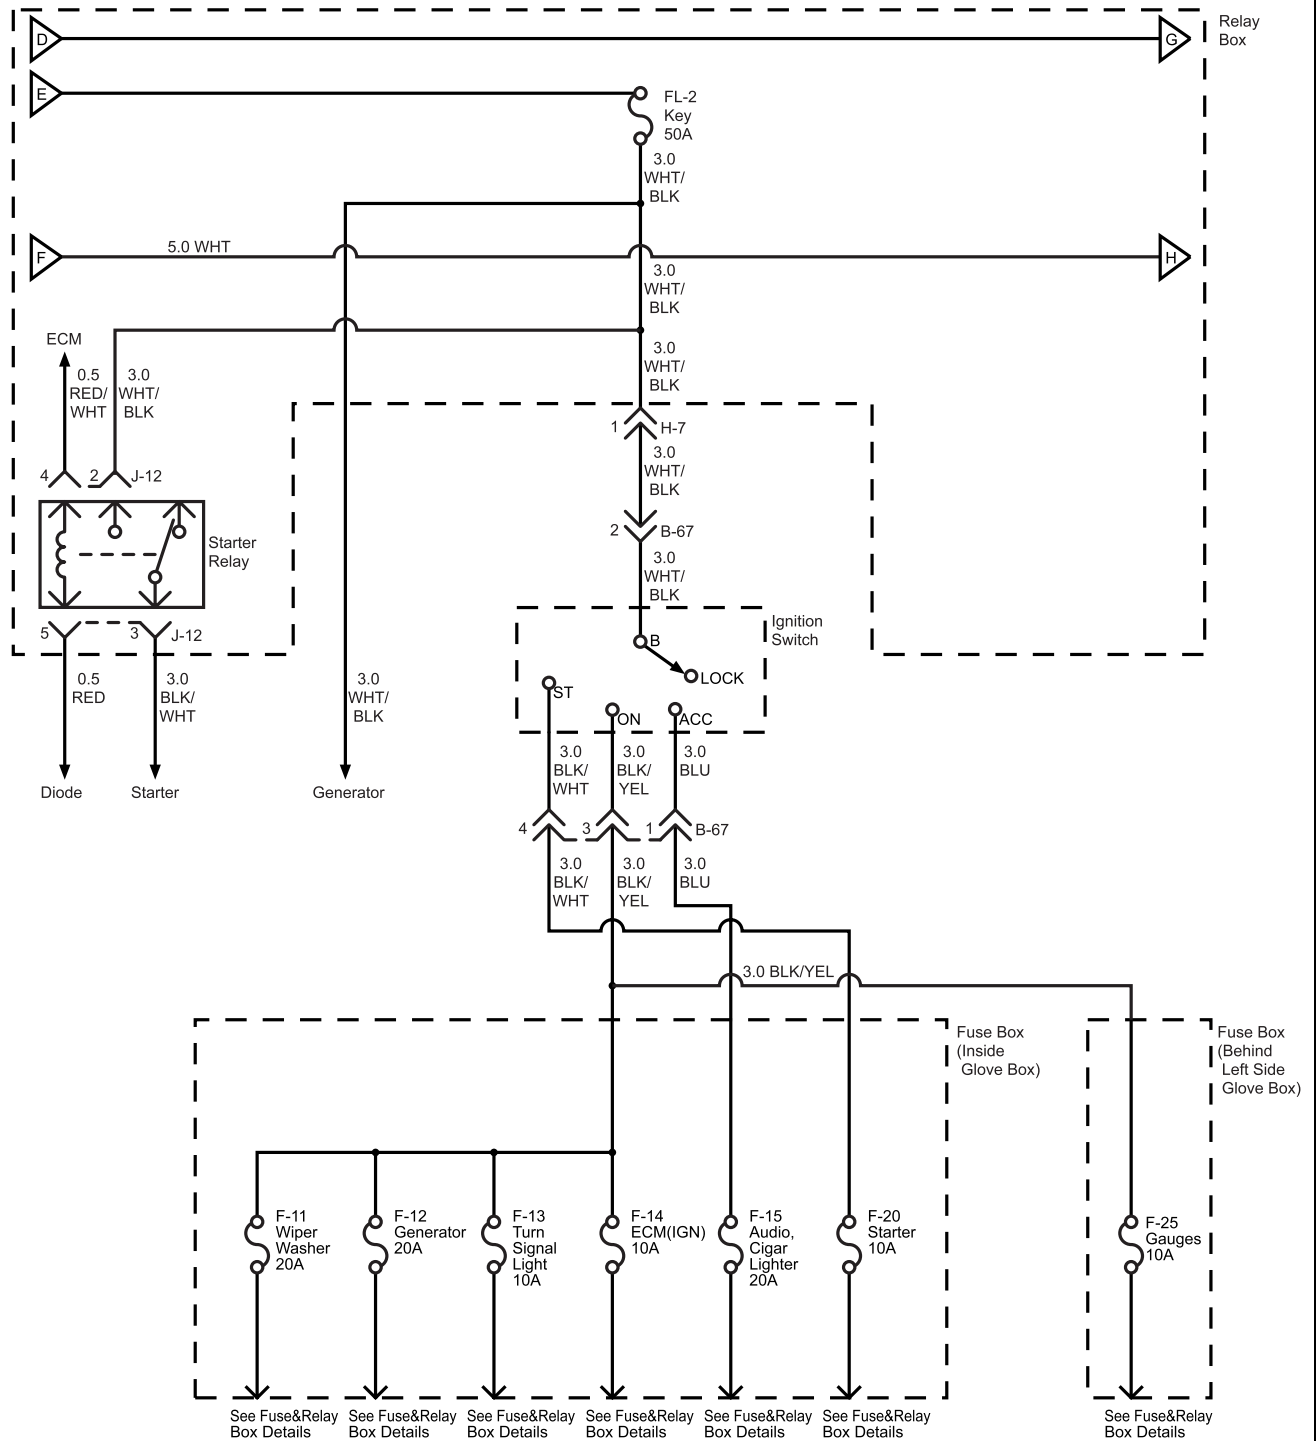 D
G
Relay
Box
E
FL-2
Key
50A
3.0
WHT/
BLK
F
5.0 WHT
H
3.0
WHT/
BLK
ECM
0.5
RED/
WHT
3.0
WHT/
BLK
3.0
WHT/
BLK
1
H-7
3.0
WHT/
BLK
4
2
J-12
2
B-67
Starter
Relay
3.0
WHT/
BLK
5
3
J-12
Ignition
Switch
B
LOCK
ST
ON
ACC
0.5
RED
3.0
BLK/
WHT
3.0
WHT/
BLK
3.0
BLK/
WHT
3.0
BLK/
YEL
3.0
BLU
Diode
Starter
Generator
4
3
1
B-67
3.0
BLK/
WHT
3.0
BLK/
YEL
3.0
BLU
3.0 BLK/YEL
Fuse Box
(Inside
Glove Box)
Fuse Box
(Behind
Left Side
Glove Box)
F-11
Wiper
Washer
20A
F-12
Generator
20A
F-13
Turn
Signal
Light
10A
F-14
ECM(IGN)
10A
F-15
Audio,
Cigar
Lighter
20A
F-20
Starter
10A
F-25
Gauges
10A
See Fuse&Relay
Box Details
See Fuse&Relay
Box Details
See Fuse&Relay
Box Details
See Fuse&Relay
Box Details
See Fuse&Relay
Box Details
See Fuse&Relay
Box Details
See Fuse&Relay
Box Details